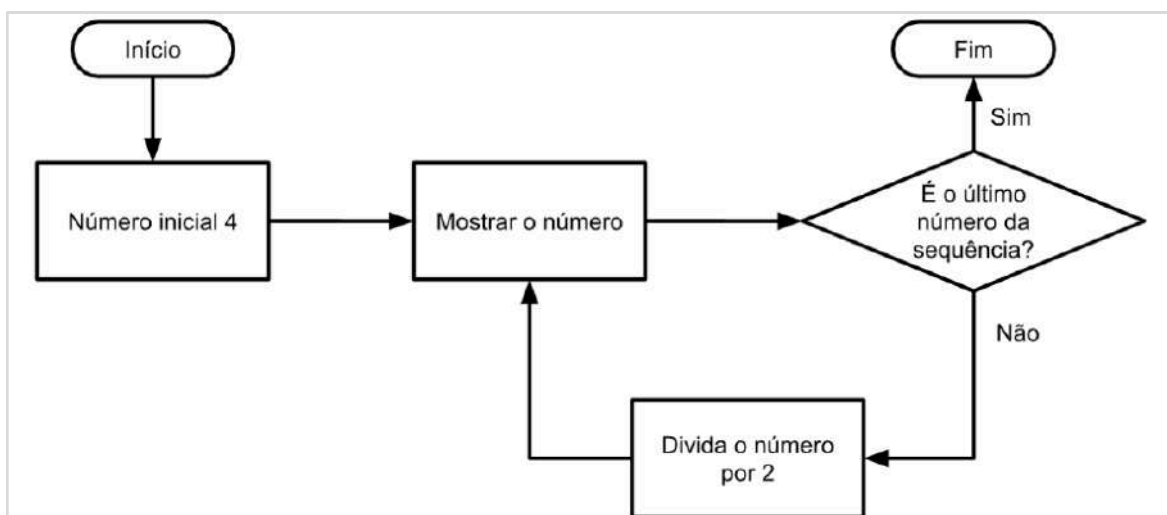 Início
Fim
Sim
Número inicial 4
Mostrar o número
É o último
número da
sequência?
Não
Divida o número
por 2